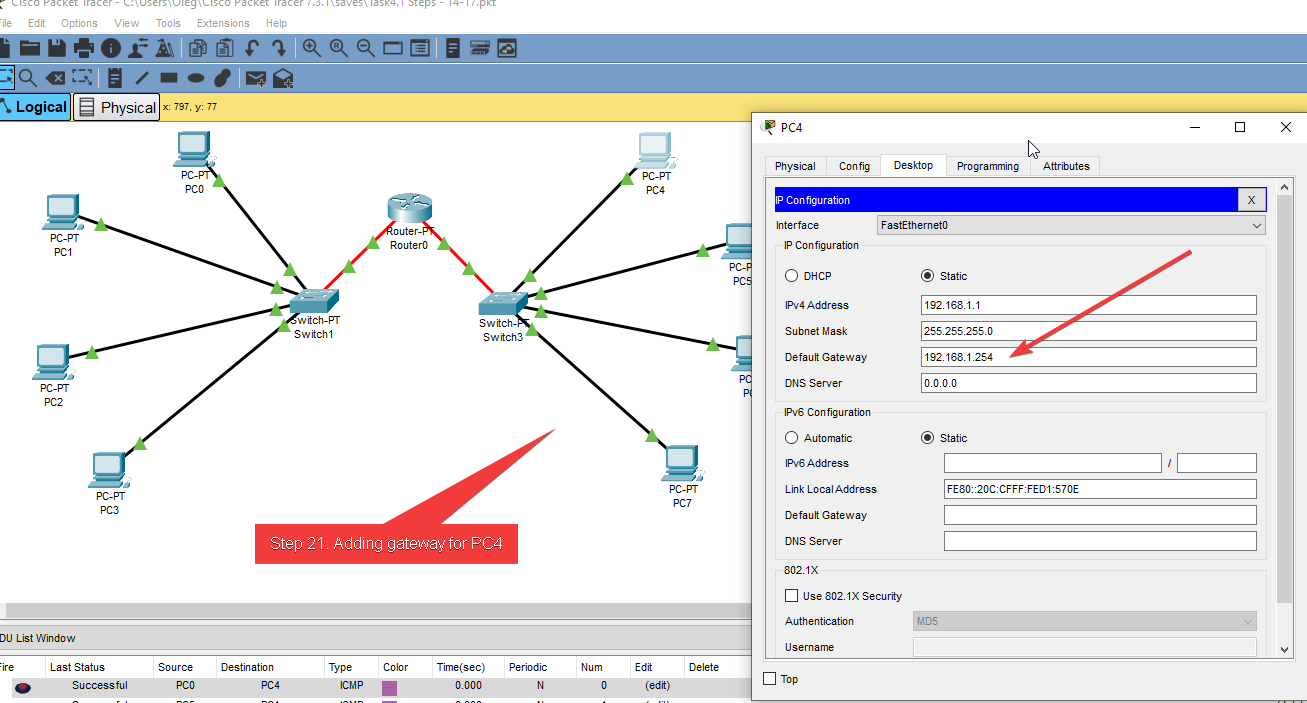 Cisco Packet Tracer - C:\Users\Oleg\Cisco Packet Tracer 7.3.1\saves\Task4.1 Steps - 14-17.pkt
File Edit Options View Tools Extensions Help
Logical Physical x: 797, y: 77
PC-PT
PC0
PC-PT
PC1
PC-PT
PC2
PC-PT
PC3
Router-PT
Router0
Switch-PT
Switch1
Switch-PT
Switch3
PC-PT
PC4
PC-P
PC5
PC-
PC-PT
PC7
Step 21. Adding gateway for PC4
DU List Window
Fire Last Status Source Destination Type Color Time(sec) Periodic Num Edit Delete
Successful PC0 PC4 ICMP 0.000 N 0 (edit)
PC4
Physical Config Desktop Programming Attributes
IP Configuration X
Interface FastEthernet0
IP Configuration
DHCP Static
IPv4 Address 192.168.1.1
Subnet Mask 255.255.255.0
Default Gateway 192.168.1.254
DNS Server 0.0.0.0
IPv6 Configuration
Automatic Static
IPv6 Address /
Link Local Address FE80::20C:CFFF:FED1:570E
Default Gateway
DNS Server
802.1X
Use 802.1X Security
Authentication MD5
Username
Top